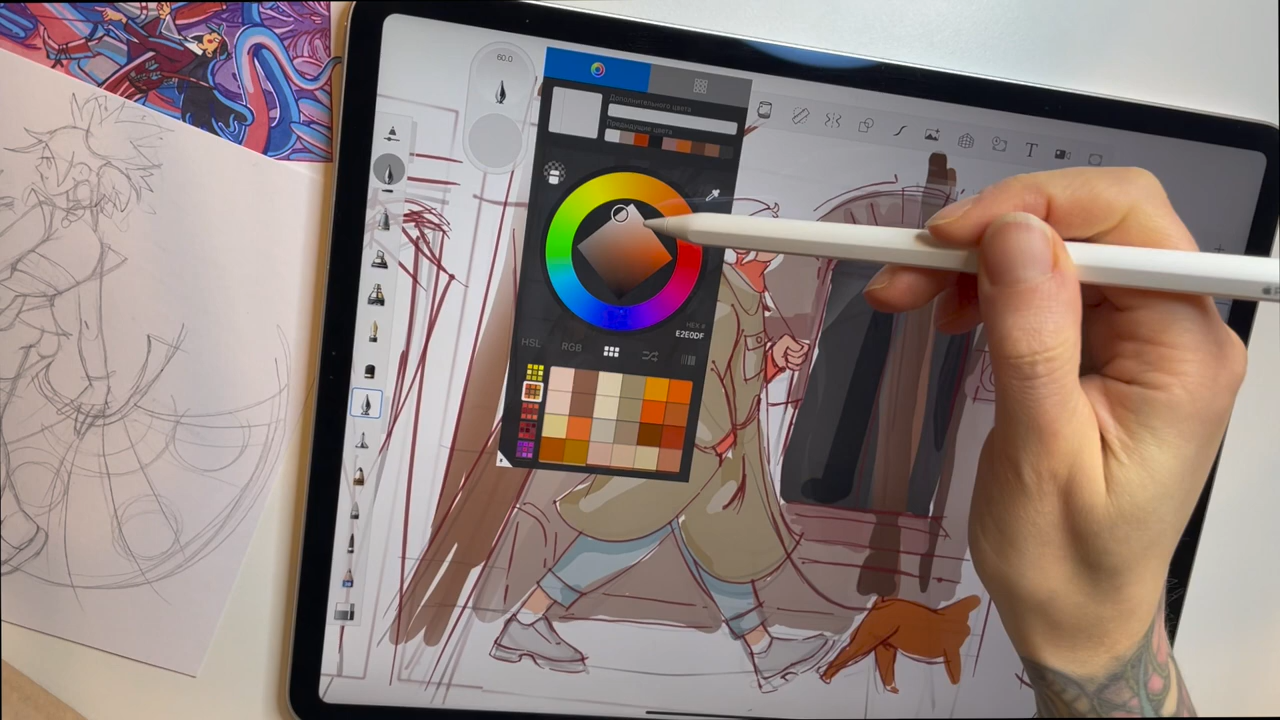 60.0
Дополнительного цвета
Предыдущие цвета
T
HEX #
E2E0DF
HSL
RGB